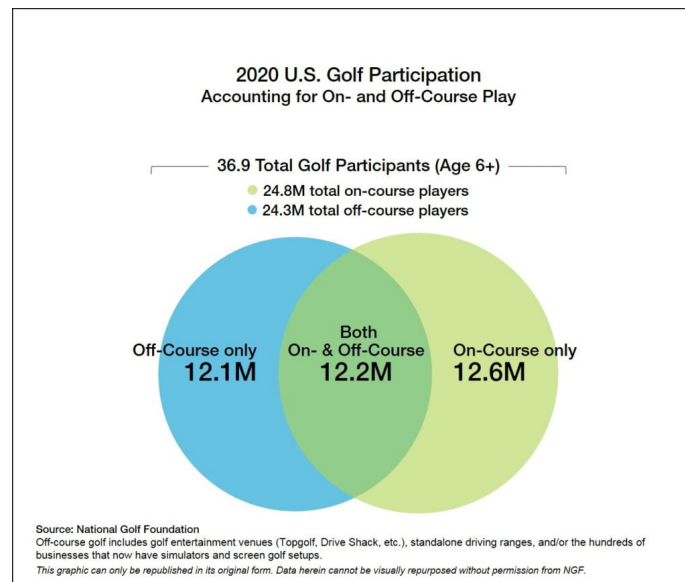 2020 U.S. Golf Participation
Accounting for On- and Off-Course Play
36.9 Total Golf Participants (Age 6+)
24.8M total on-course players
24.3M total off-course players
Off-Course only
12.1M
Both
On- & Off-Course
12.2M
On-Course only
12.6M
Source: National Golf Foundation
Off-course golf includes golf entertainment venues (Topgolf, Drive Shack, etc.), standalone driving ranges, and/or the hundreds of
businesses that now have simulators and screen golf setups.
This graphic can only be republished in its original form. Data herein cannot be visually repurposed without permission from NGF.